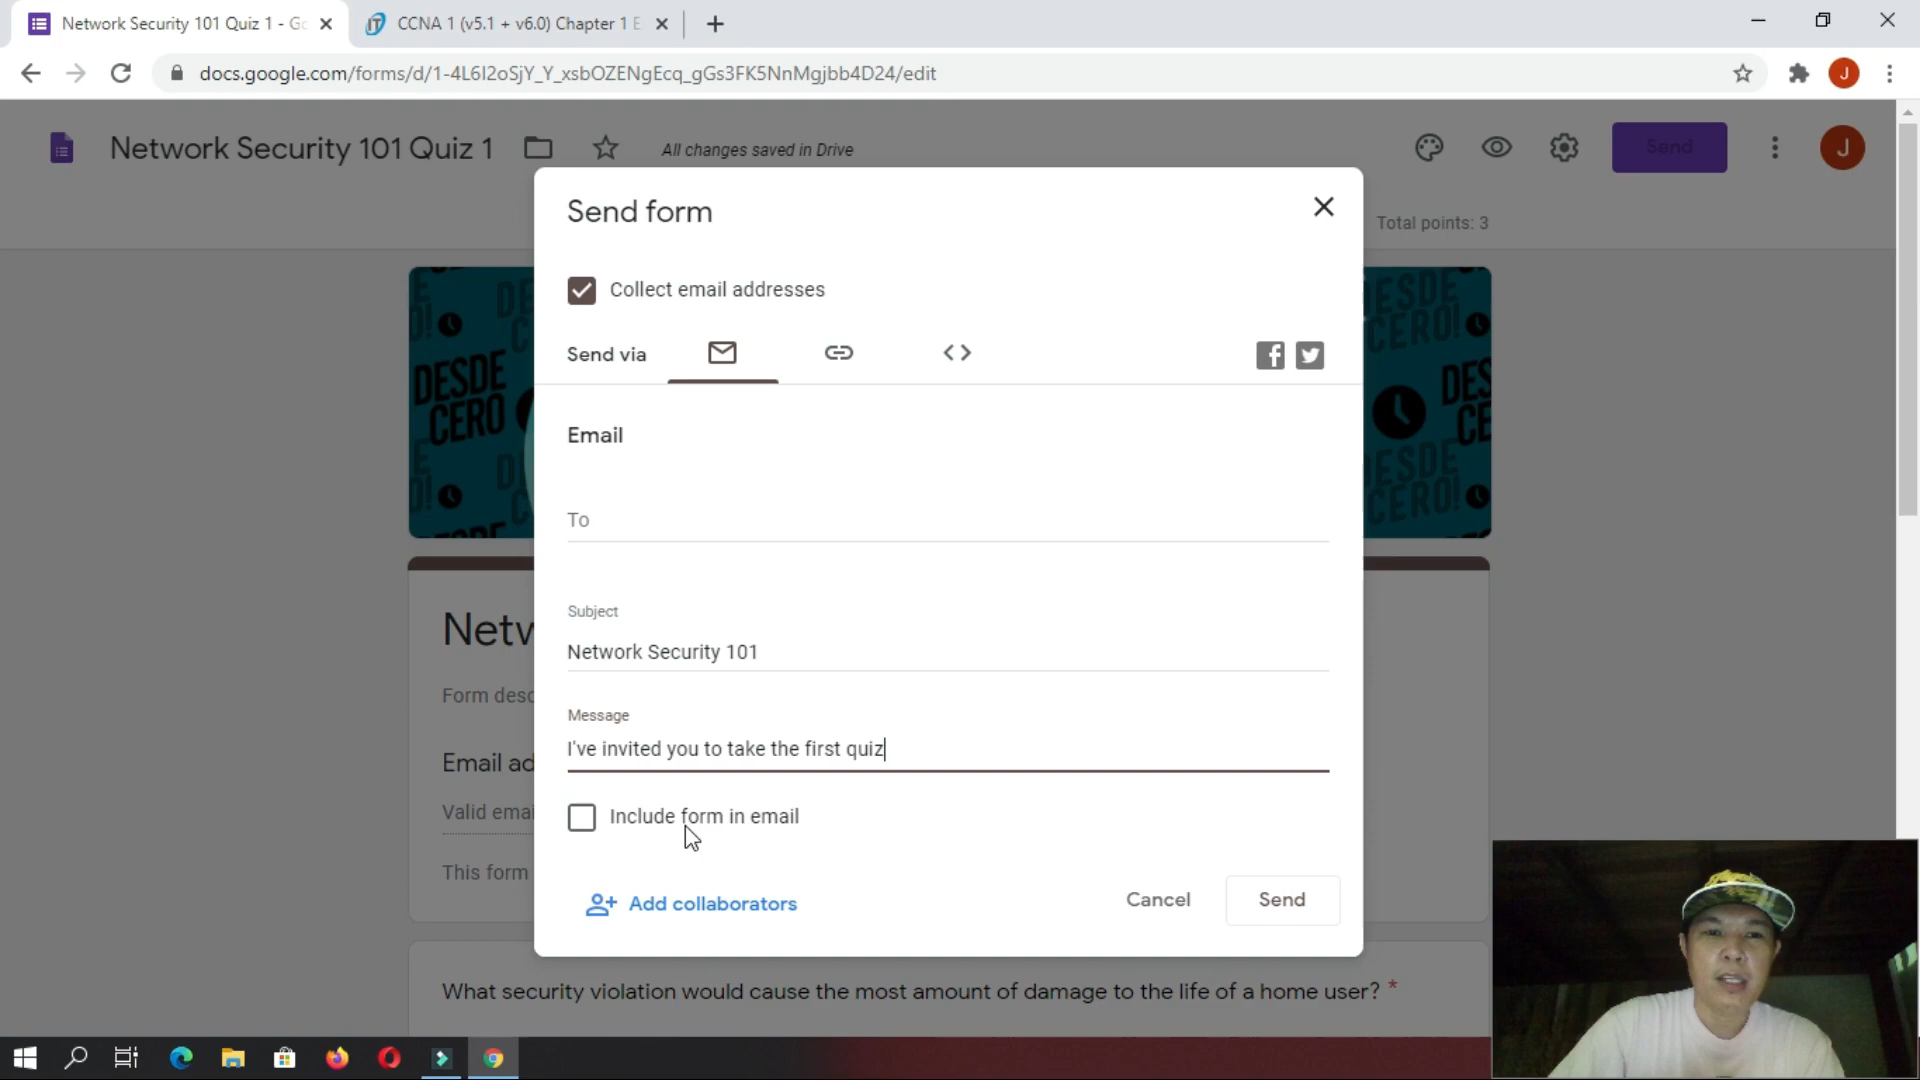 Network Security 101 Quiz 1 - Go
CCNA 1 (v5.1 + v6.0) Chapter 1 E
docs.google.com/forms/d/1-4L6I2oSjY_Y_xsbOZENgEcq_gGs3FK5NnMgjbb4D24/edit
J
Network Security 101 Quiz 1
All changes saved in Drive
Send
J
Total points: 3
Send form
Collect email addresses
Send via
Email
To
Subject
Network Security 101
Message
I've invited you to take the first quiz
Include form in email
Add collaborators
Cancel
Send
DESDE
CERO
DESDE
CERO!
Netw
Form desc
Email ad
Valid emai
This form
What security violation would cause the most amount of damage to the life of a home user? *